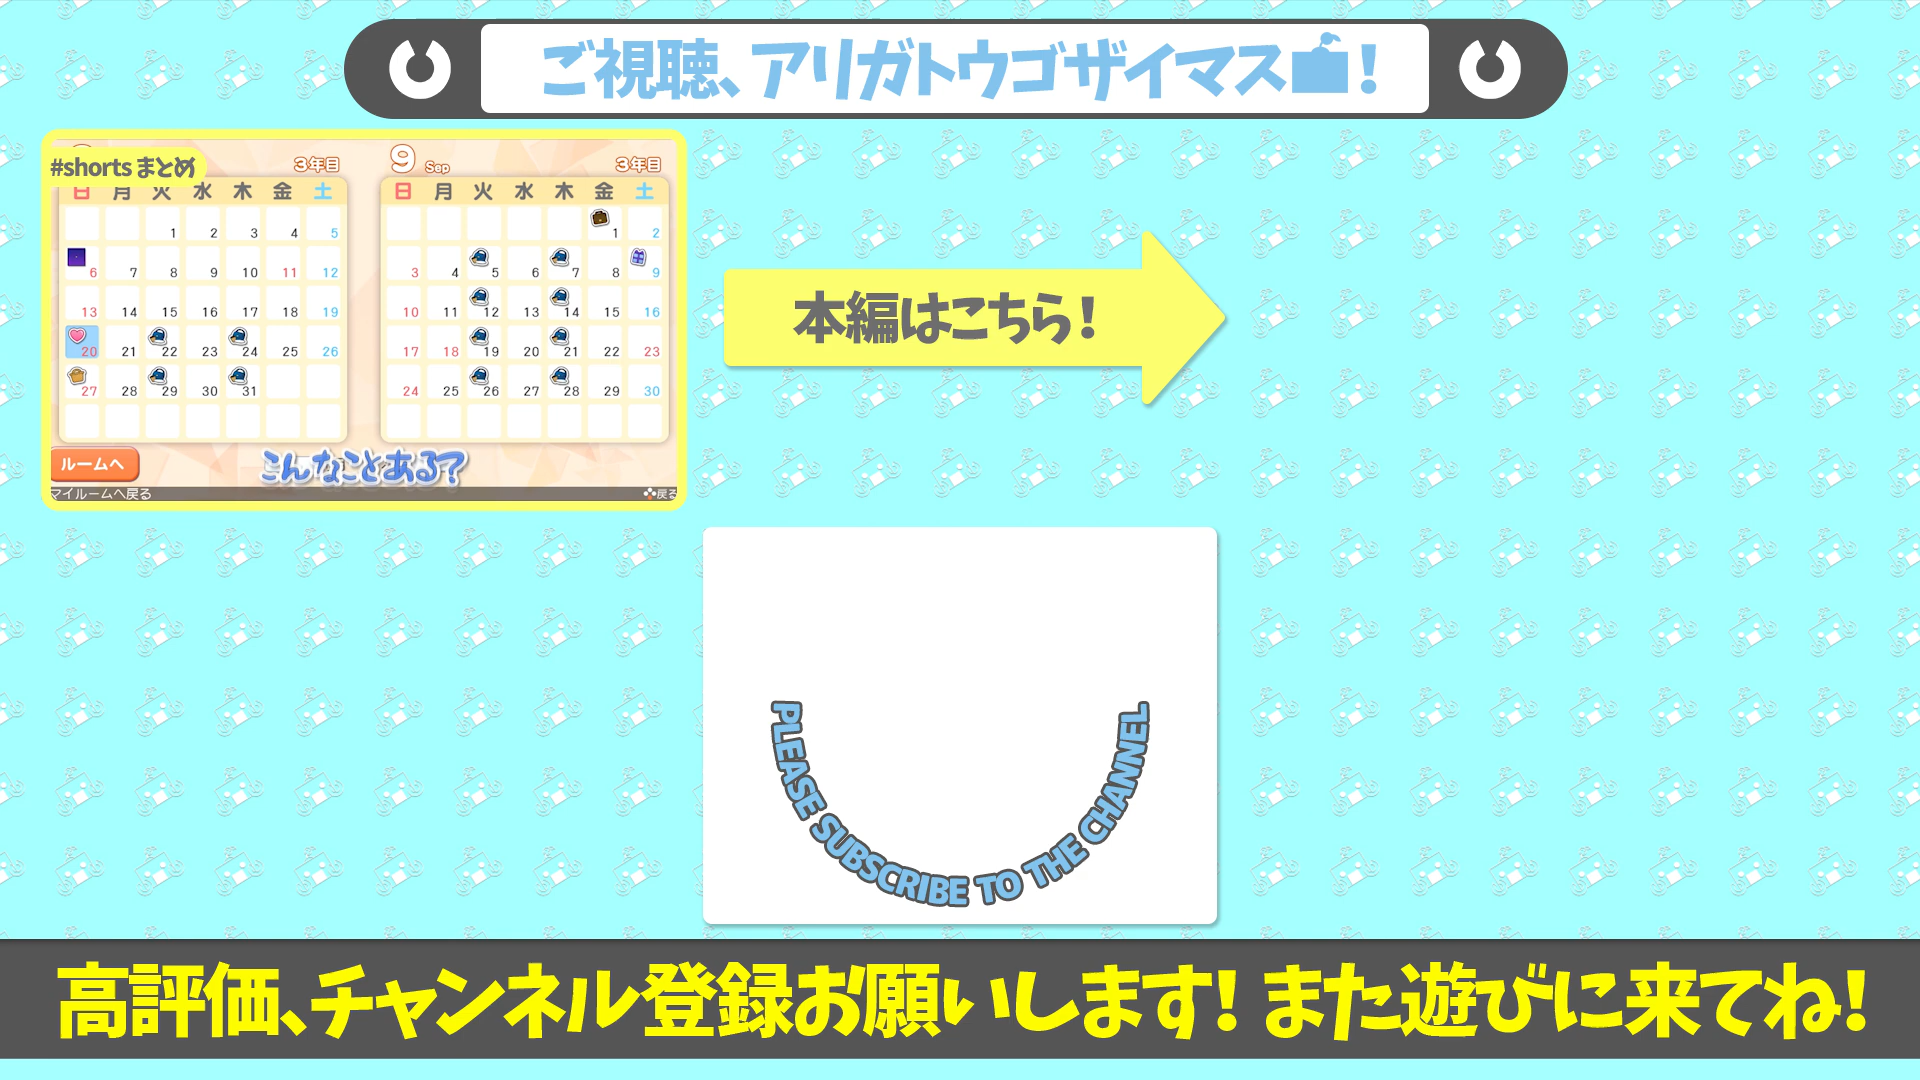 ご視聴、アリガトウゴザイマス!
#shorts まとめ
3年目
9 Sep 3年目
日 月 火 水 木 金 土
1 2 3 4 5
6 7 8 9 10 11 12
13 14 15 16 17 18 19
20 21 22 23 24 25 26
27 28 29 30 31
日 月 火 水 木 金 土
1 2
3 4 5 6 7 8 9
10 11 12 13 14 15 16
17 18 19 20 21 22 23
24 25 26 27 28 29 30
ルームへ
こんなことある?
マイルームへ戻る
戻る
本編はこちら!
PLEASE SUBSCRIBE TO THE CHANNEL
高評価、チャンネル登録お願いします! また遊びに来てね!